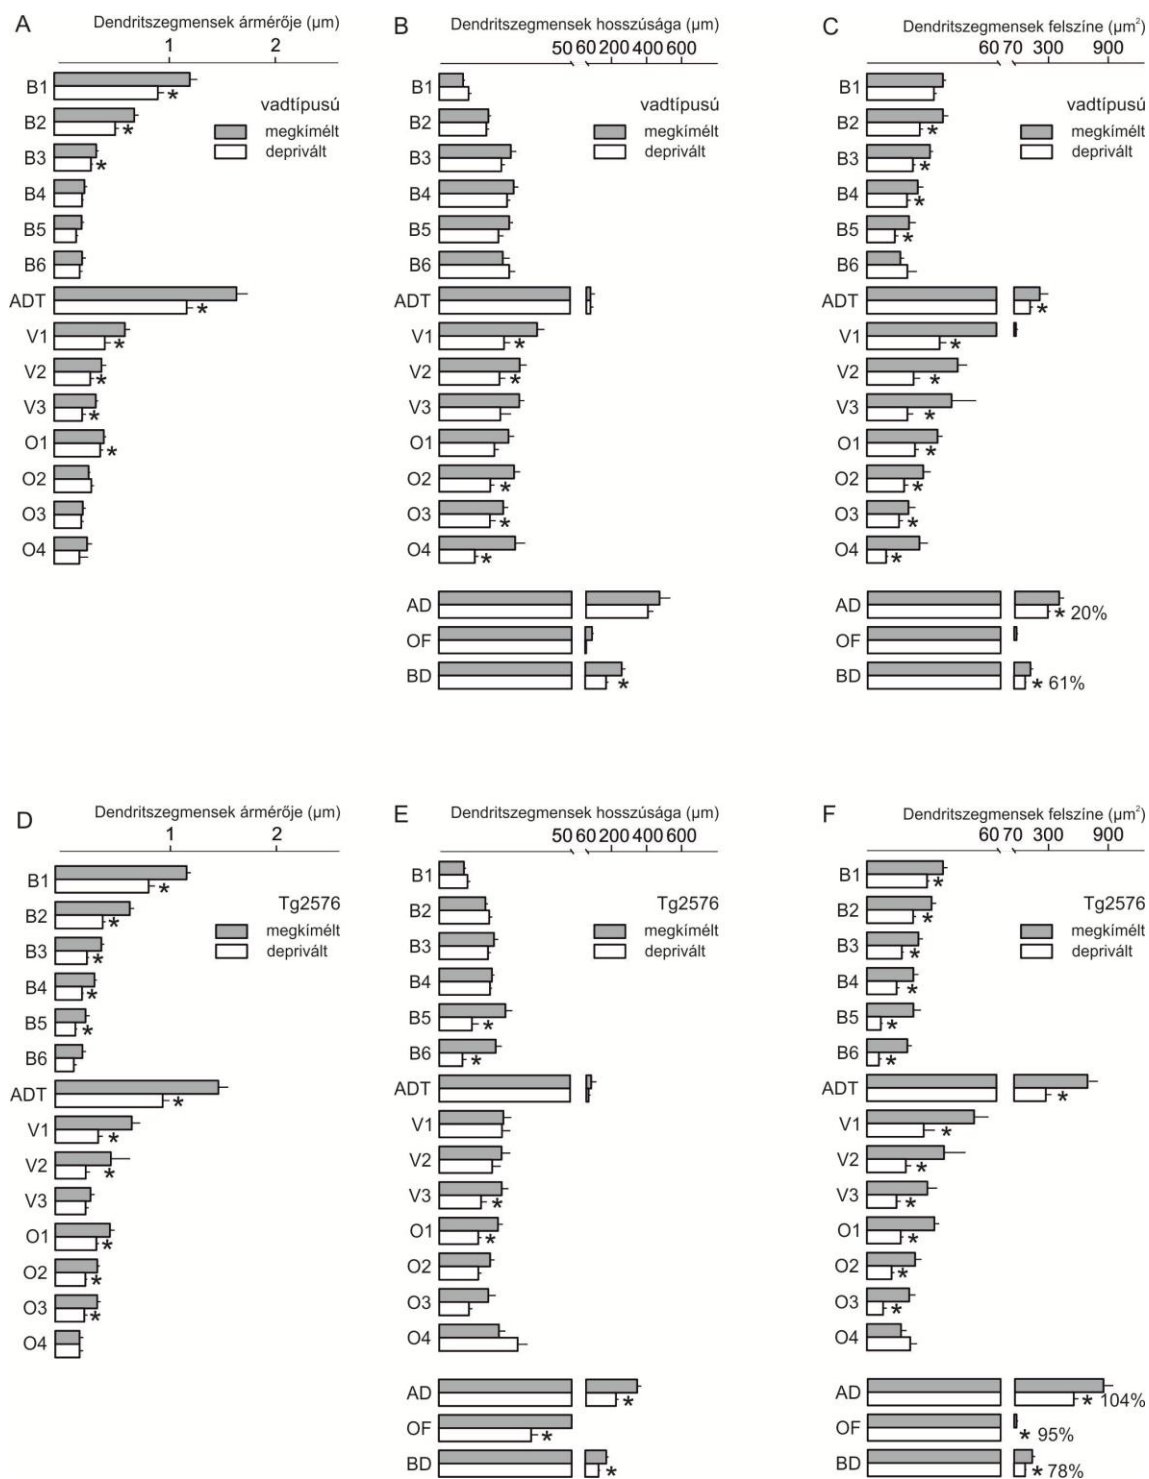 A
Dendritszegmensek ármérője (µm)
1 2
B1 *
B2 *
B3 *
B4
B5
B6
ADT *
V1 *
V2 *
V3 *
O1 *
O2
O3
O4
vadtípusú
megkímélt
deprivált
B
Dendritszegmensek hosszúsága (µm)
50 60 200 400 600
B1
B2
B3
B4
B5
B6
ADT
V1 *
V2 *
V3
O1
O2 *
O3 *
O4 *
AD
OF
BD *
vadtípusú
megkímélt
deprivált
C
Dendritszegmensek felszíne (µm²)
60 70 300 900
B1
B2 *
B3 *
B4 *
B5 *
B6
ADT *
V1 *
V2 *
V3 *
O1 *
O2 *
O3 *
O4 *
AD * 20%
OF
BD * 61%
vadtípusú
megkímélt
deprivált
D
Dendritszegmensek ármérője (µm)
1 2
B1 *
B2 *
B3 *
B4 *
B5 *
B6
ADT *
V1 *
V2 *
V3
O1 *
O2 *
O3 *
O4
Tg2576
megkímélt
deprivált
E
Dendritszegmensek hosszúsága (µm)
50 60 200 400 600
B1
B2
B3
B4
B5 *
B6 *
ADT
V1
V2
V3 *
O1 *
O2
O3
O4
AD *
OF *
BD *
Tg2576
megkímélt
deprivált
F
Dendritszegmensek felszíne (µm²)
60 70 300 900
B1 *
B2 *
B3 *
B4 *
B5 *
B6 *
ADT *
V1 *
V2 *
V3 *
O1 *
O2 *
O3 *
O4
AD * 104%
OF * 95%
BD * 78%
Tg2576
megkímélt
deprivált